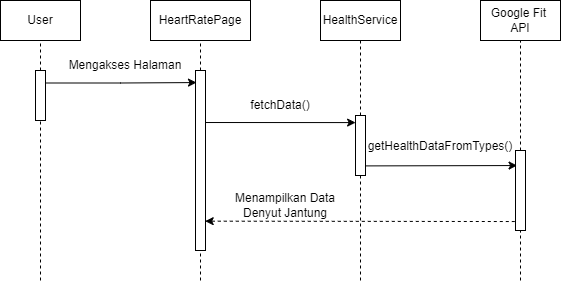 User
HeartRatePage
HealthService
Google Fit
API
Mengakses Halaman
fetchData()
getHealthDataFromTypes()
Menampilkan Data
Denyut Jantung